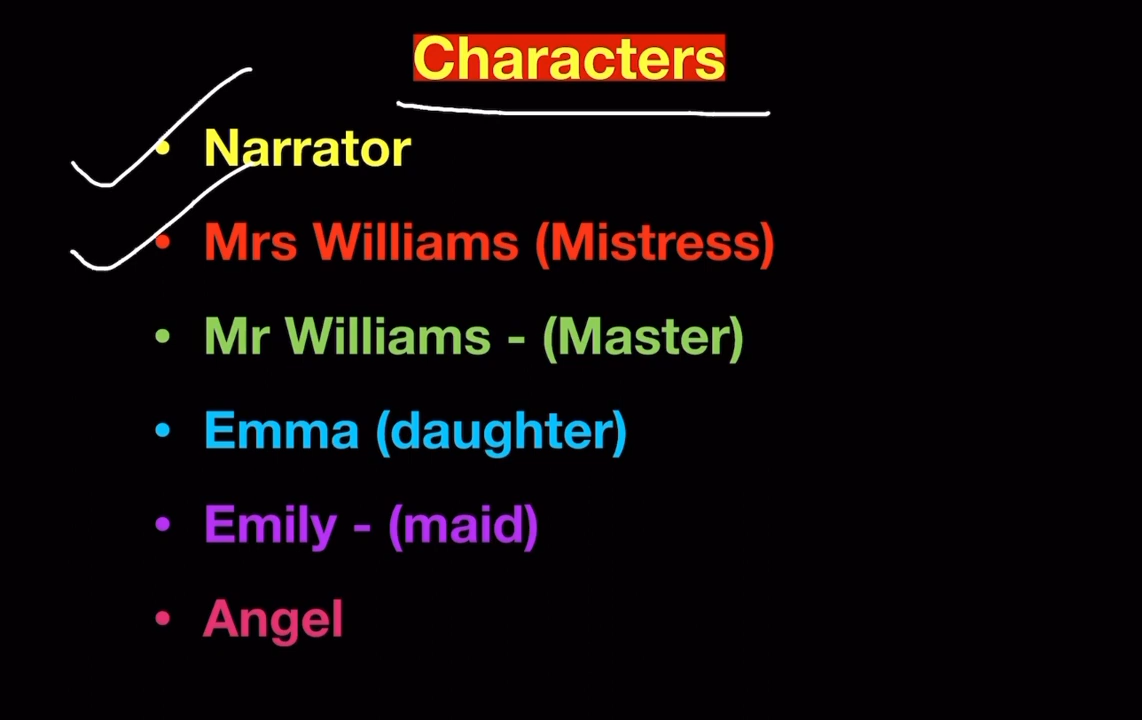 Characters
• Narrator
• Mrs Williams (Mistress)
• Mr Williams - (Master)
• Emma (daughter)
• Emily - (maid)
• Angel